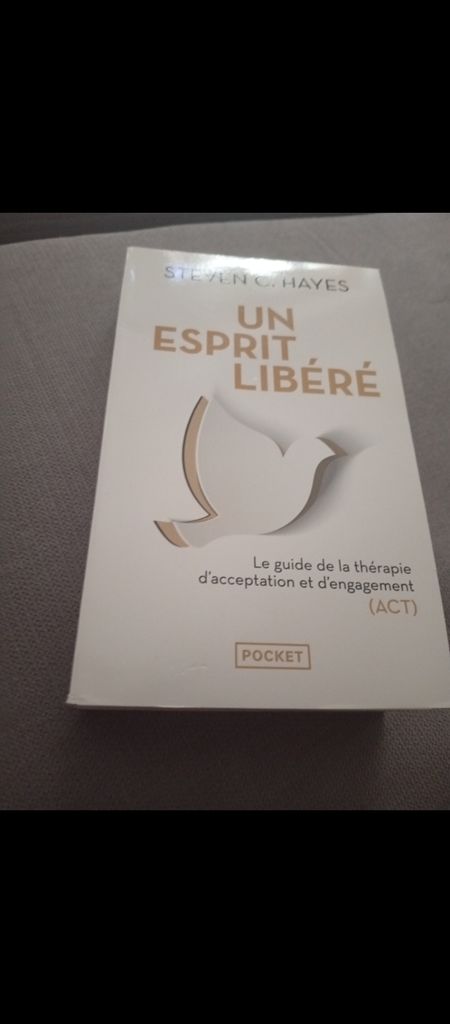 STEVEN C. HAYES
UN
ESPRIT
LIBÉRÉ
Le guide de la thérapie
d'acceptation et d'engagement
(ACT)
POCKET